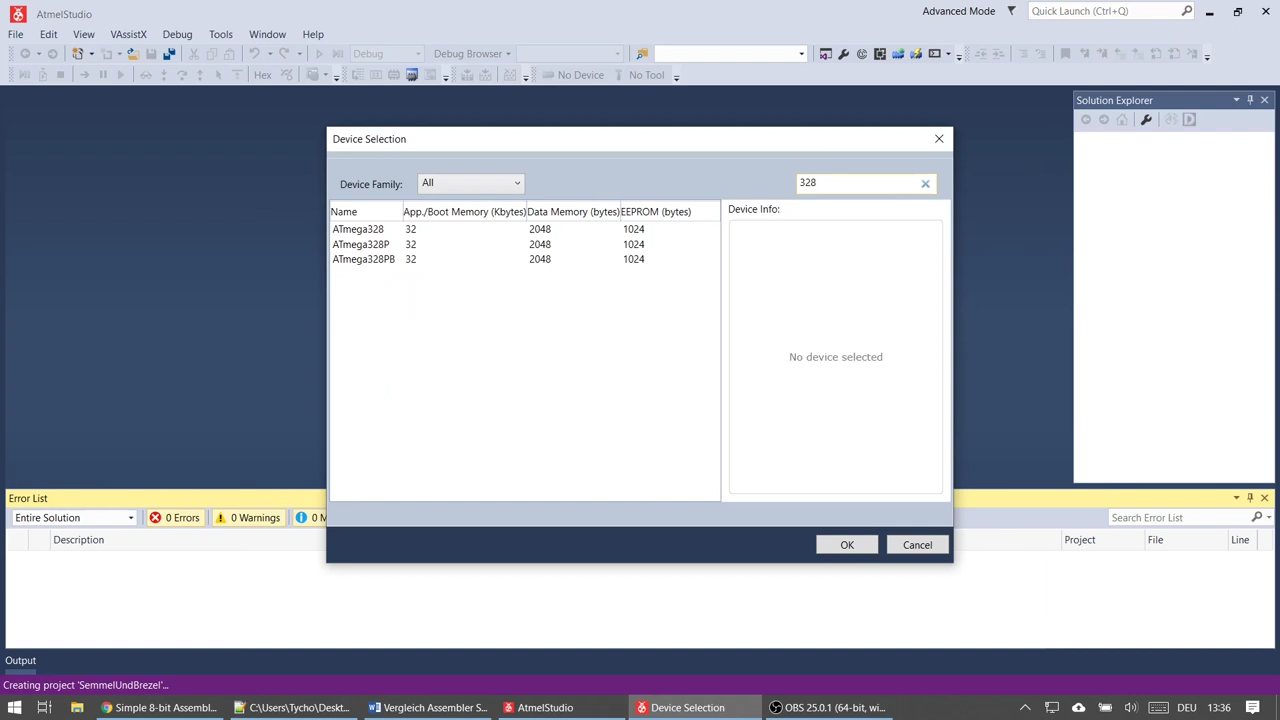 AtmelStudio
Advanced Mode
Quick Launch (Ctrl+Q)
File Edit View VAssistX Debug Tools Window Help
Debug Debug Browser
Hex No Device No Tool
Solution Explorer
Device Selection
Device Family: All 328
Name App./Boot Memory (Kbytes) Data Memory (bytes) EEPROM (bytes)
ATmega328 32 2048 1024
ATmega328P 32 2048 1024
ATmega328PB 32 2048 1024
Device Info:
No device selected
OK Cancel
Error List
Entire Solution 0 Errors 0 Warnings 0 M
Search Error List
Description Project File Line
Output
Creating project 'SemmelUndBrezel'...
Simple 8-bit Assembl... C:\Users\Tycho\Deskt... Vergleich Assembler S... AtmelStudio Device Selection OBS 25.0.1 (64-bit, wi... DEU 13:36